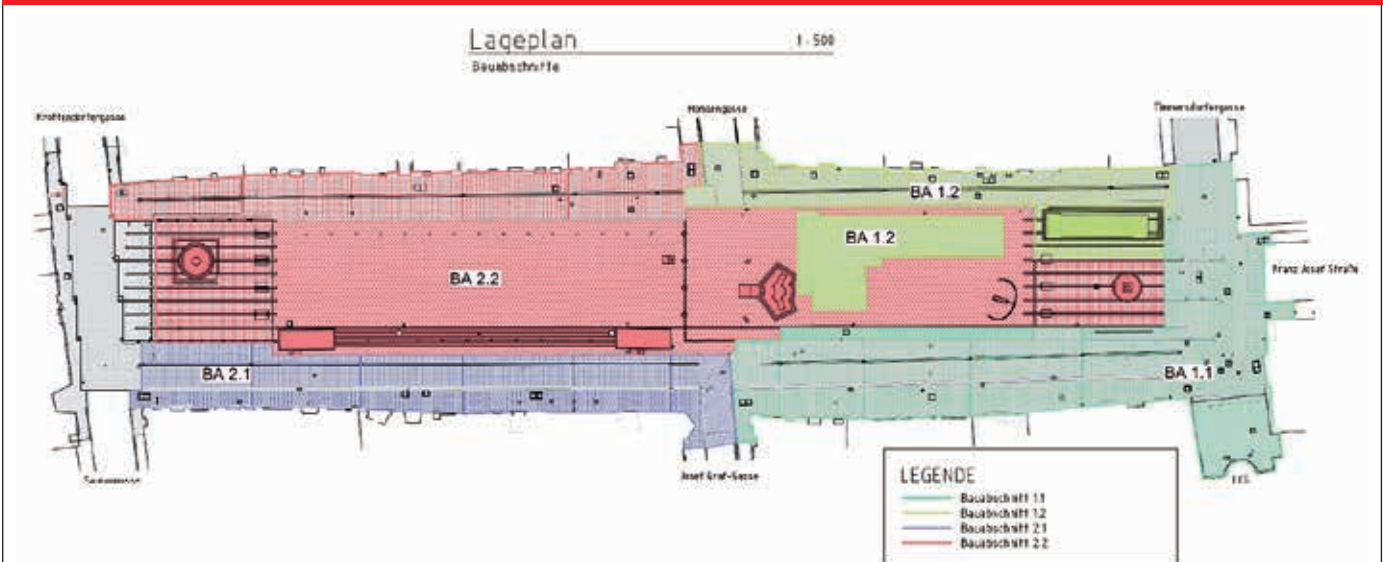 Lageplan 1:500
Bauabschnitte
Timmersdorfergasse
BA 1.2
BA 1.2
Franz Josef Straße
BA 2.2
BA 2.1
BA 1.1
Josef Graf-Gasse
LEGENDE
Bauabschnitt 1.1
Bauabschnitt 1.2
Bauabschnitt 2.1
Bauabschnitt 2.2